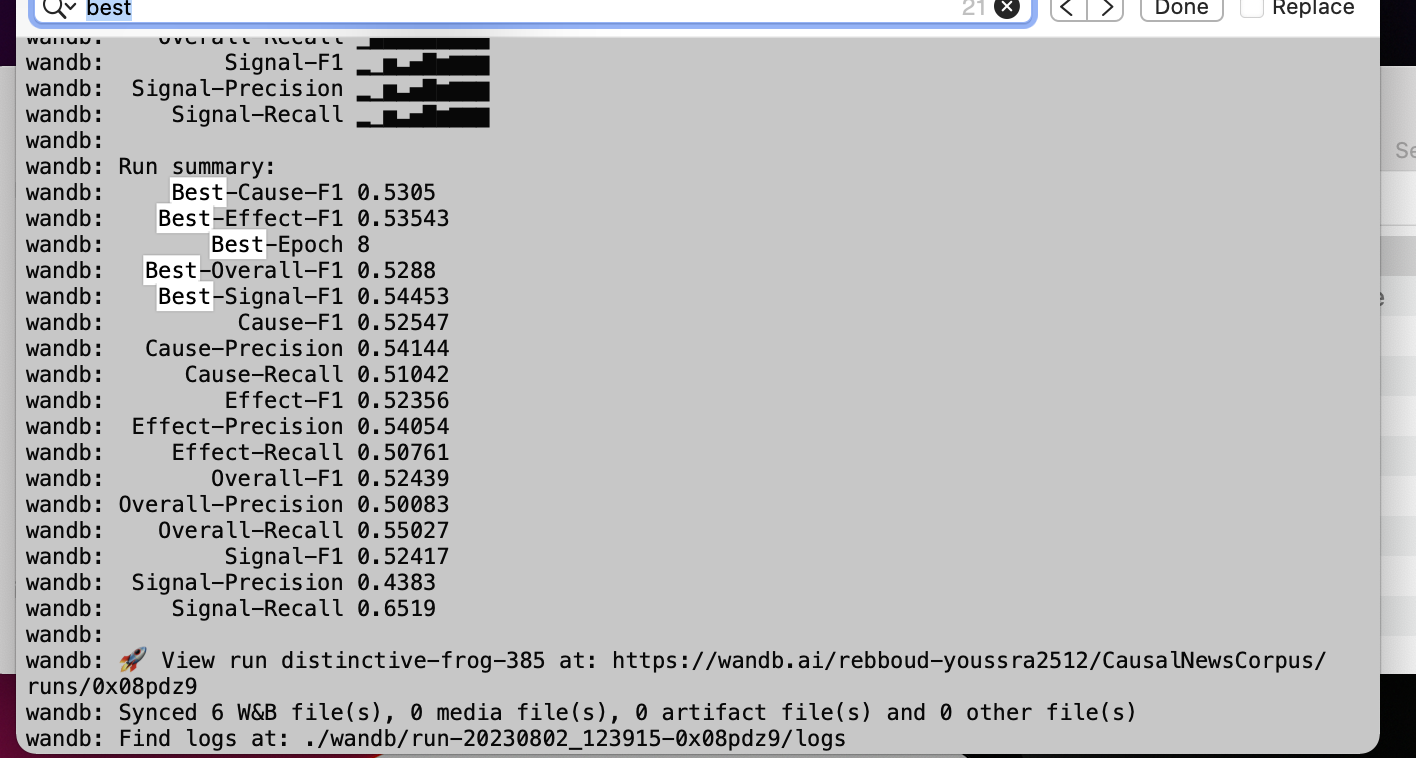 best 21 Done Replace
wandb: Overall-Recall
wandb: Signal-F1
wandb: Signal-Precision
wandb: Signal-Recall
wandb:
wandb: Run summary:
wandb: Best-Cause-F1 0.5305
wandb: Best-Effect-F1 0.53543
wandb: Best-Epoch 8
wandb: Best-Overall-F1 0.5288
wandb: Best-Signal-F1 0.54453
wandb: Cause-F1 0.52547
wandb: Cause-Precision 0.54144
wandb: Cause-Recall 0.51042
wandb: Effect-F1 0.52356
wandb: Effect-Precision 0.54054
wandb: Effect-Recall 0.50761
wandb: Overall-F1 0.52439
wandb: Overall-Precision 0.50083
wandb: Overall-Recall 0.55027
wandb: Signal-F1 0.52417
wandb: Signal-Precision 0.4383
wandb: Signal-Recall 0.6519
wandb:
wandb: 🚀 View run distinctive-frog-385 at: https://wandb.ai/rebboud-youssra2512/CausalNewsCorpus/
runs/0x08pdz9
wandb: Synced 6 W&B file(s), 0 media file(s), 0 artifact file(s) and 0 other file(s)
wandb: Find logs at: ./wandb/run-20230802_123915-0x08pdz9/logs